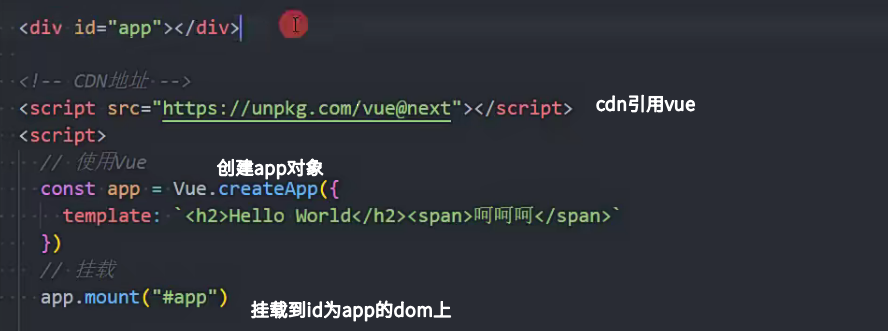 <div id="app"></div>
<!-- CDN地址 -->
<script src="https://unpkg.com/vue@next"></script> cdn引用vue
<script>
// 使用Vue
创建app对象
const app = Vue.createApp({
template: `<h2>Hello World</h2><span>呵呵呵</span>`
})
// 挂载
app.mount("#app")
挂载到id为app的dom上